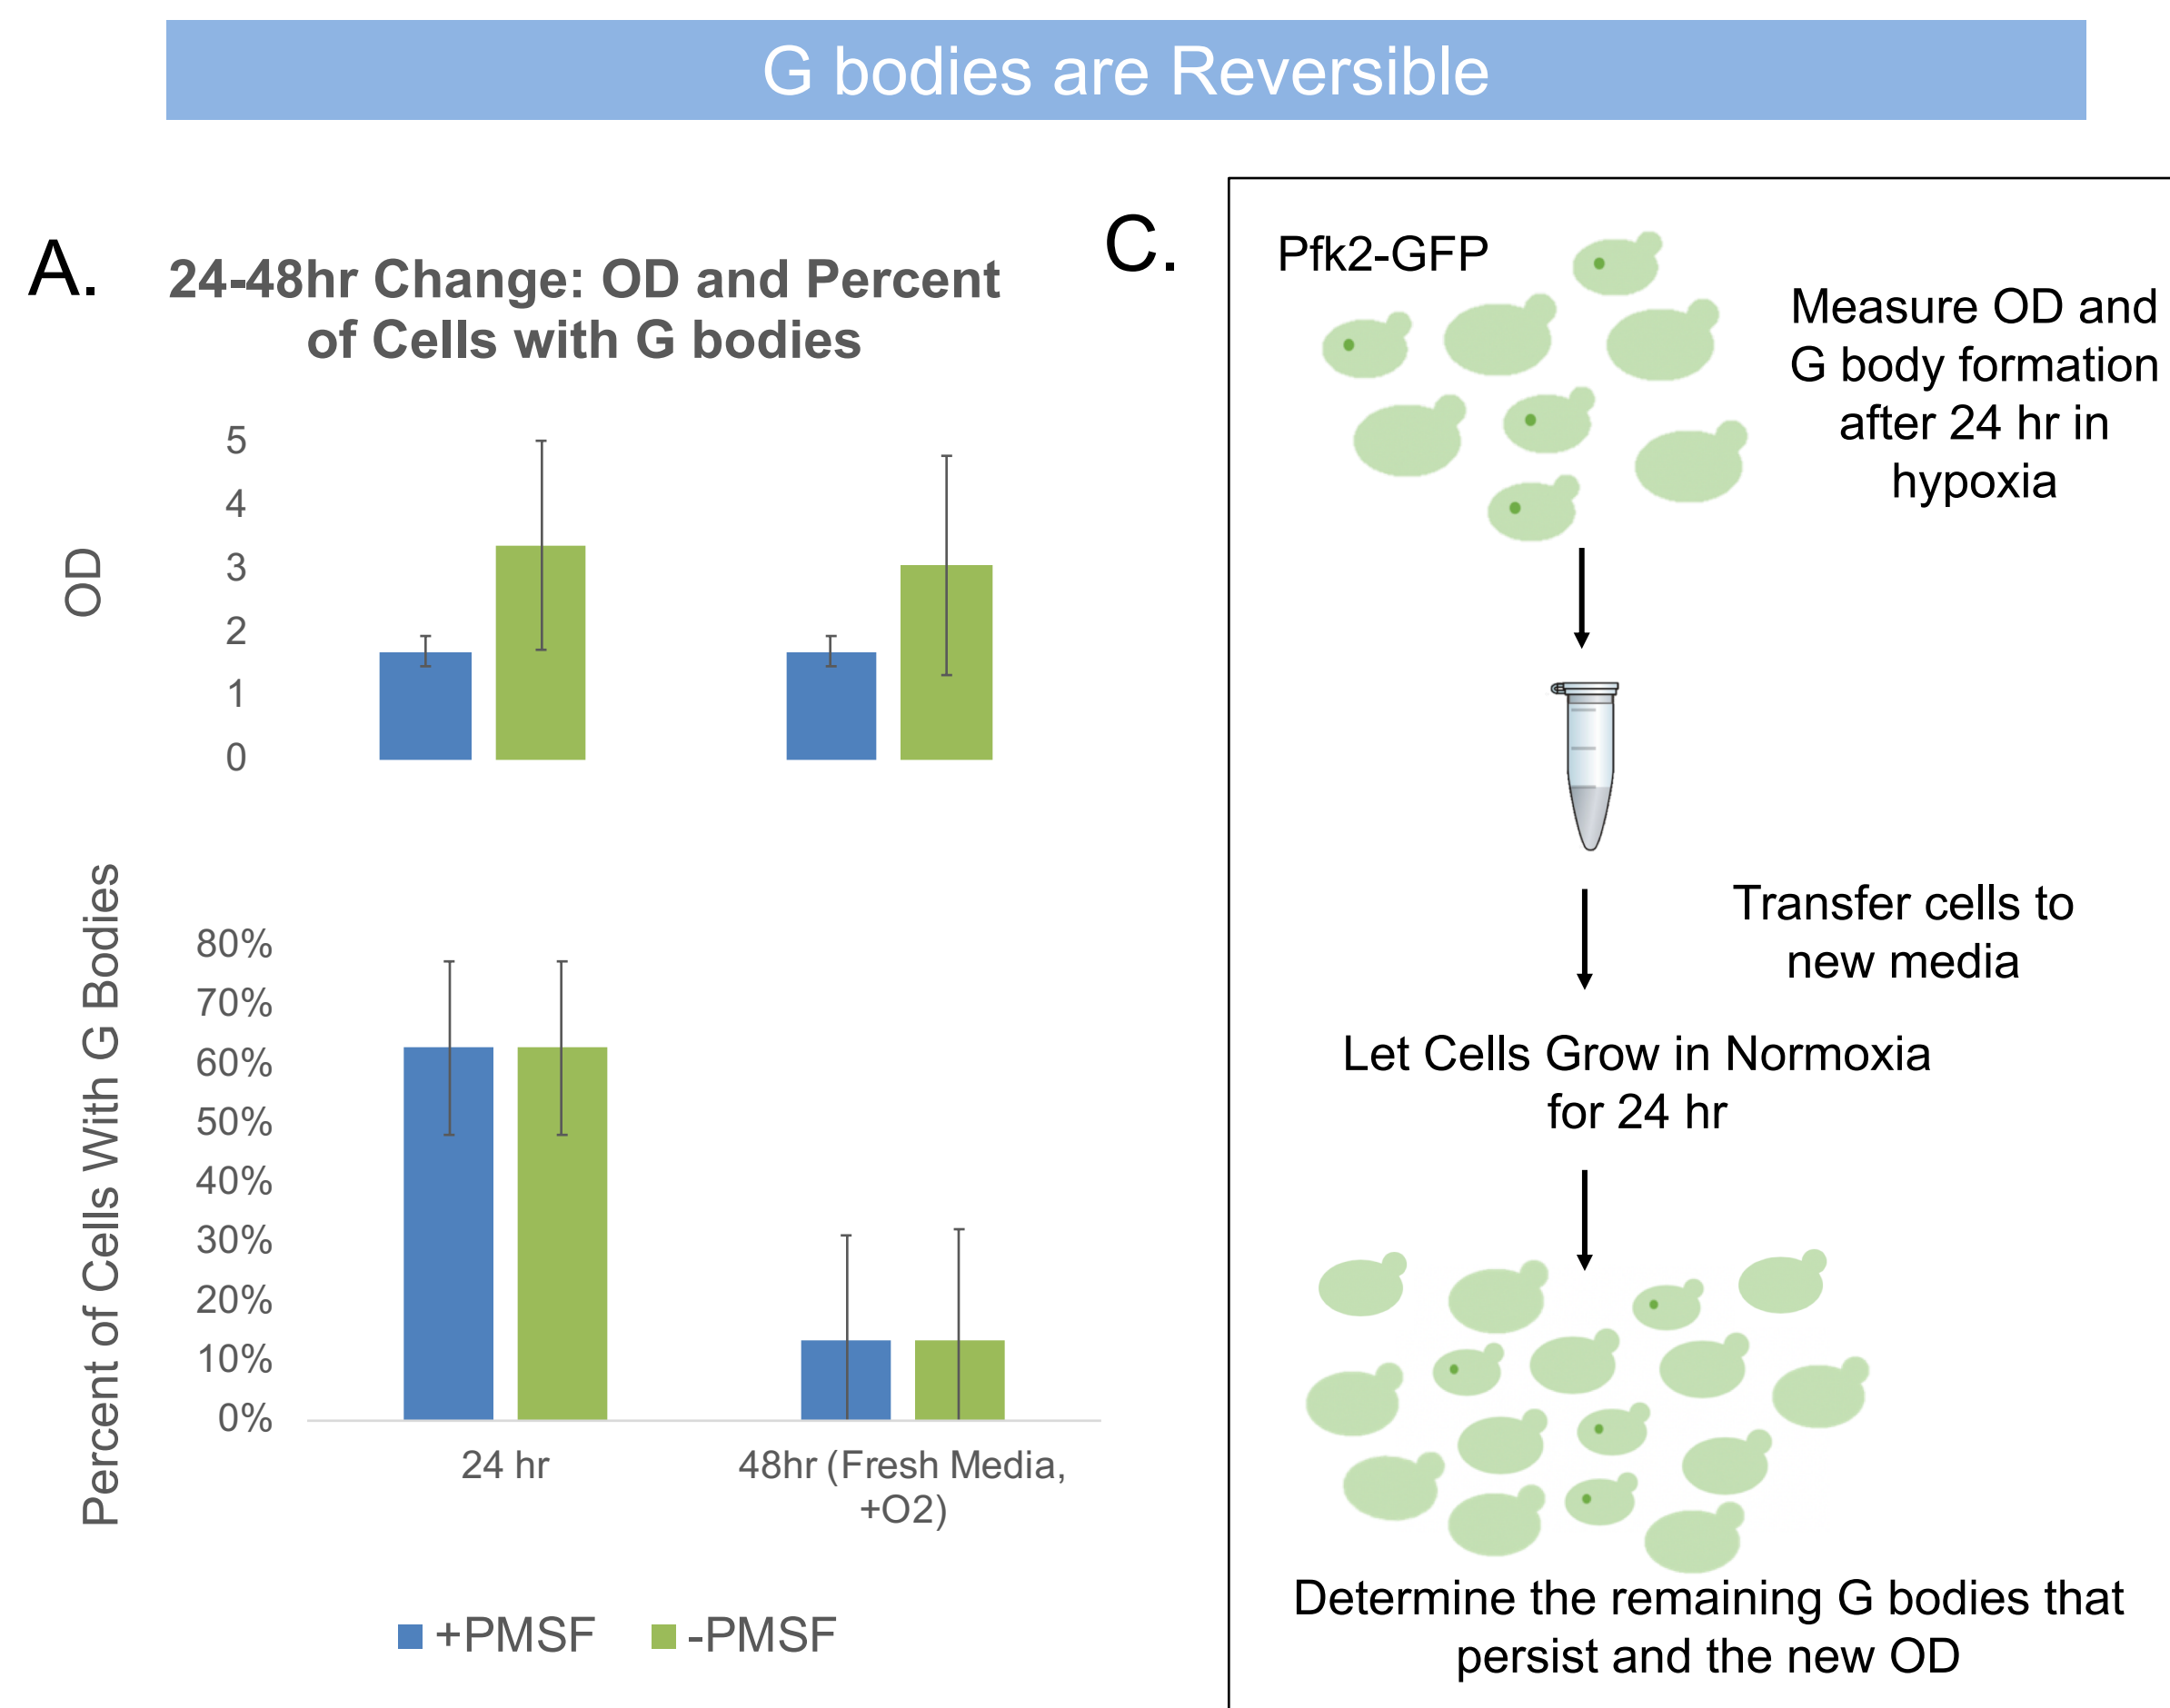 G bodies are Reversible
A.
24-48hr Change: OD and Percent
of Cells with G bodies
OD
5
4
3
2
1
0
Percent of Cells With G Bodies
80%
70%
60%
50%
40%
30%
20%
10%
0%
24 hr
48hr (Fresh Media,
+O2)
+PMSF
-PMSF
C.
Pfk2-GFP
Measure OD and
G body formation
after 24 hr in
hypoxia
Transfer cells to
new media
Let Cells Grow in Normoxia
for 24 hr
Determine the remaining G bodies that
persist and the new OD